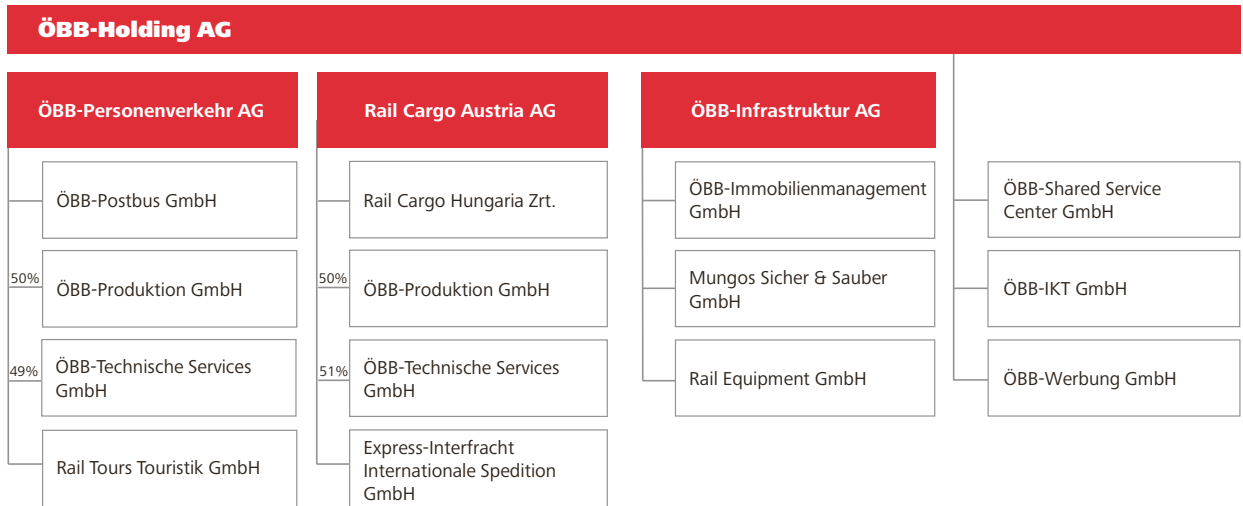 ÖBB-Holding AG
ÖBB-Personenverkehr AG
Rail Cargo Austria AG
ÖBB-Infrastruktur AG
ÖBB-Postbus GmbH
50%
ÖBB-Produktion GmbH
49%
ÖBB-Technische Services
GmbH
Rail Tours Touristik GmbH
Rail Cargo Hungaria Zrt.
50%
ÖBB-Produktion GmbH
51%
ÖBB-Technische Services
GmbH
Express-Interfracht
Internationale Spedition
GmbH
ÖBB-Immobilienmanagement
GmbH
Mungos Sicher & Sauber
GmbH
Rail Equipment GmbH
ÖBB-Shared Service
Center GmbH
ÖBB-IKT GmbH
ÖBB-Werbung GmbH